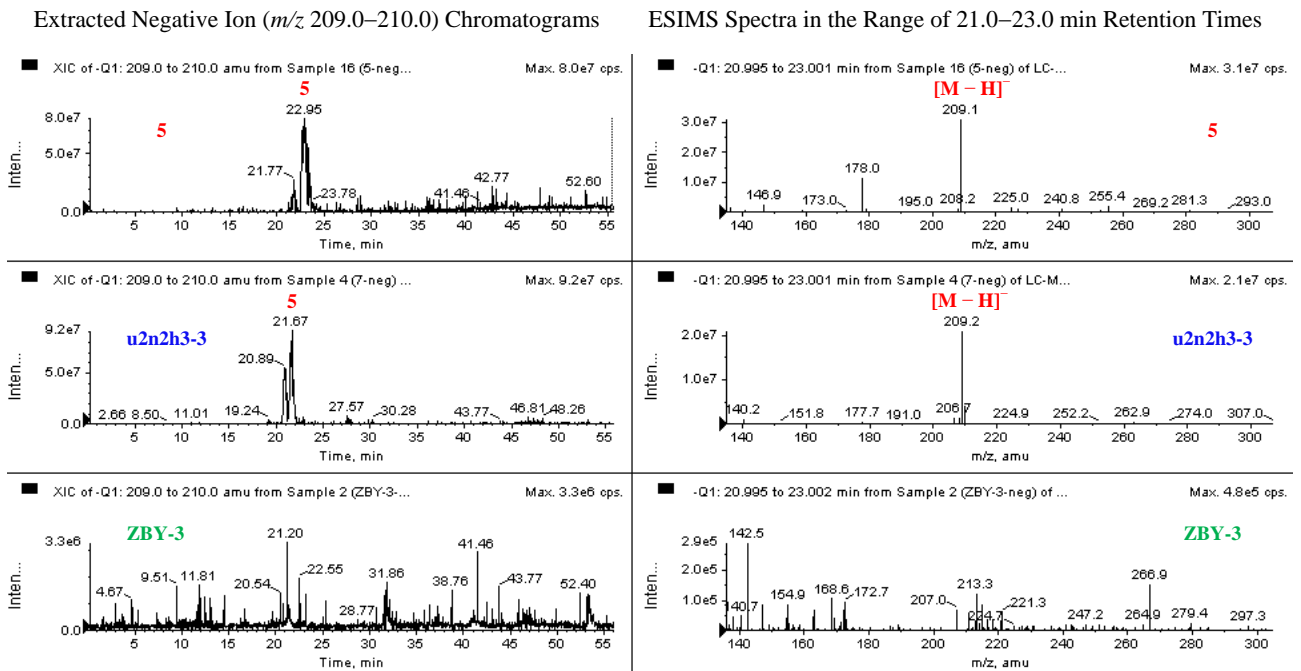 Extracted Negative Ion (m/z 209.0–210.0) Chromatograms
ESIMS Spectra in the Range of 21.0–23.0 min Retention Times
XIC of -Q1: 209.0 to 210.0 amu from Sample 16 (5-neg...
Max. 8.0e7 cps.
5
22.95
8.0e7
5
5.0e7
21.77
23.78
41.46
42.77
52.60
0.0
Inten...
5 10 15 20 25 30 35 40 45 50 55
Time, min
-Q1: 20.995 to 23.001 min from Sample 16 (5-neg) of LC-...
Max. 3.1e7 cps.
[M − H]⁻
209.1
3.0e7
5
2.0e7
178.0
1.0e7
146.9
173.0
195.0
208.2
225.0
240.8
255.4
269.2
281.3
293.0
Inten...
140 160 180 200 220 240 260 280 300
m/z, amu
XIC of -Q1: 209.0 to 210.0 amu from Sample 4 (7-neg) ...
Max. 9.2e7 cps.
5
21.67
9.2e7
u2n2h3-3
20.89
5.0e7
2.66
8.50
11.01
19.24
27.57
30.28
43.77
46.81
48.26
0.0
Inten...
5 10 15 20 25 30 35 40 45 50 55
Time, min
-Q1: 20.995 to 23.001 min from Sample 4 (7-neg) of LC-M...
Max. 2.1e7 cps.
[M − H]⁻
209.2
2.0e7
u2n2h3-3
1.0e7
140.2
151.8
177.7
191.0
206.7
224.9
252.2
262.9
274.0
307.0
Inten...
140 160 180 200 220 240 260 280 300
m/z, amu
XIC of -Q1: 209.0 to 210.0 amu from Sample 2 (ZBY-3-...
Max. 3.3e6 cps.
ZBY-3
3.3e6
21.20
41.46
4.67
9.51
11.81
20.54
22.55
28.77
31.86
38.76
43.77
52.40
0.0
Inten...
5 10 15 20 25 30 35 40 45 50 55
Time, min
-Q1: 20.995 to 23.002 min from Sample 2 (ZBY-3-neg) of ...
Max. 4.8e5 cps.
142.5
ZBY-3
2.9e5
2.0e5
266.9
168.6
172.7
213.3
154.9
207.0
221.3
1.0e5
140.7
224.7
247.2
264.9
279.4
297.3
Inten...
140 160 180 200 220 240 260 280 300
m/z, amu